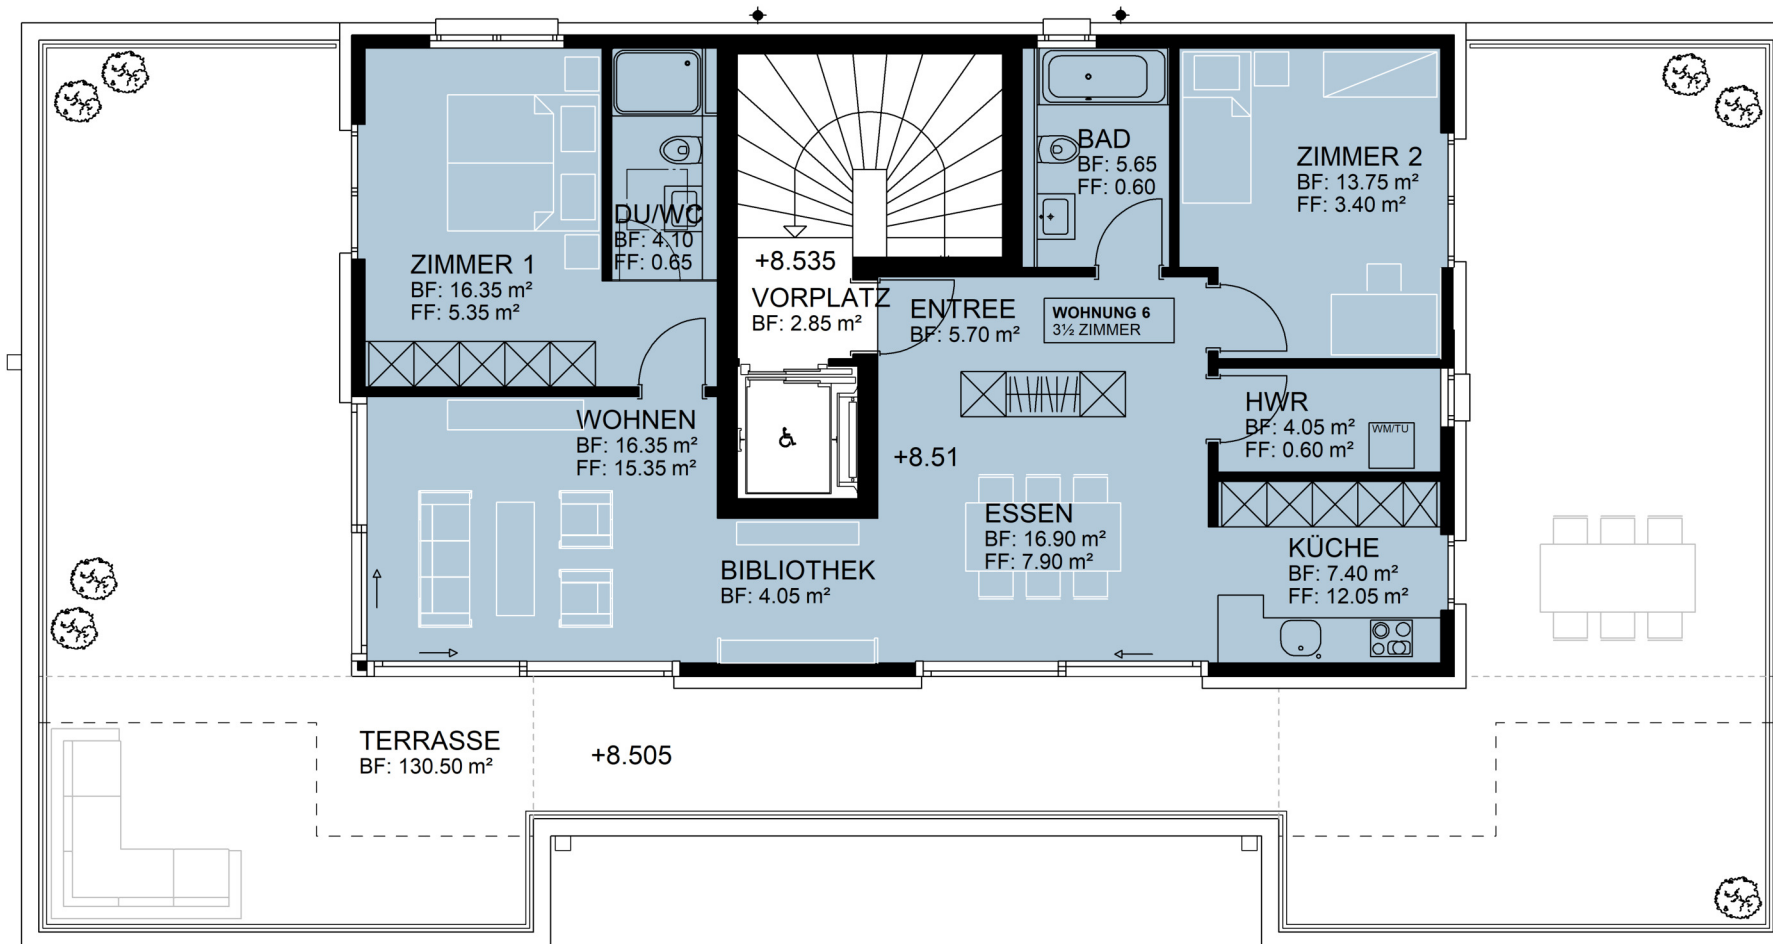 BAD
BF: 5.65
FF: 0.60
ZIMMER 2
BF: 13.75 m²
FF: 3.40 m²
DU/WC
BF: 4.10
FF: 0.65
ZIMMER 1
BF: 16.35 m²
FF: 5.35 m²
+8.535
VORPLATZ
BF: 2.85 m²
ENTREE
BF: 5.70 m²
WOHNUNG 6
3½ ZIMMER
WOHNEN
BF: 16.35 m²
FF: 15.35 m²
HWR
BF: 4.05 m²
FF: 0.60 m²
WM/TU
+8.51
ESSEN
BF: 16.90 m²
FF: 7.90 m²
KÜCHE
BF: 7.40 m²
FF: 12.05 m²
BIBLIOTHEK
BF: 4.05 m²
TERRASSE
BF: 130.50 m²
+8.505